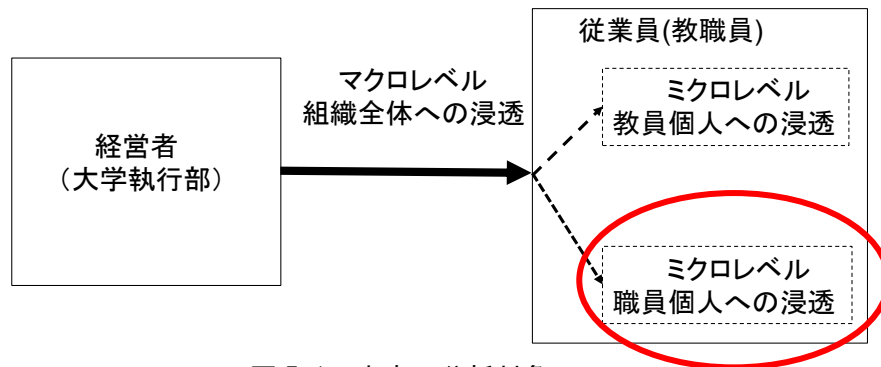 従業員(教職員)
マクロレベル
組織全体への浸透
ミクロレベル
教員個人への浸透
経営者
(大学執行部)
ミクロレベル
職員個人への浸透